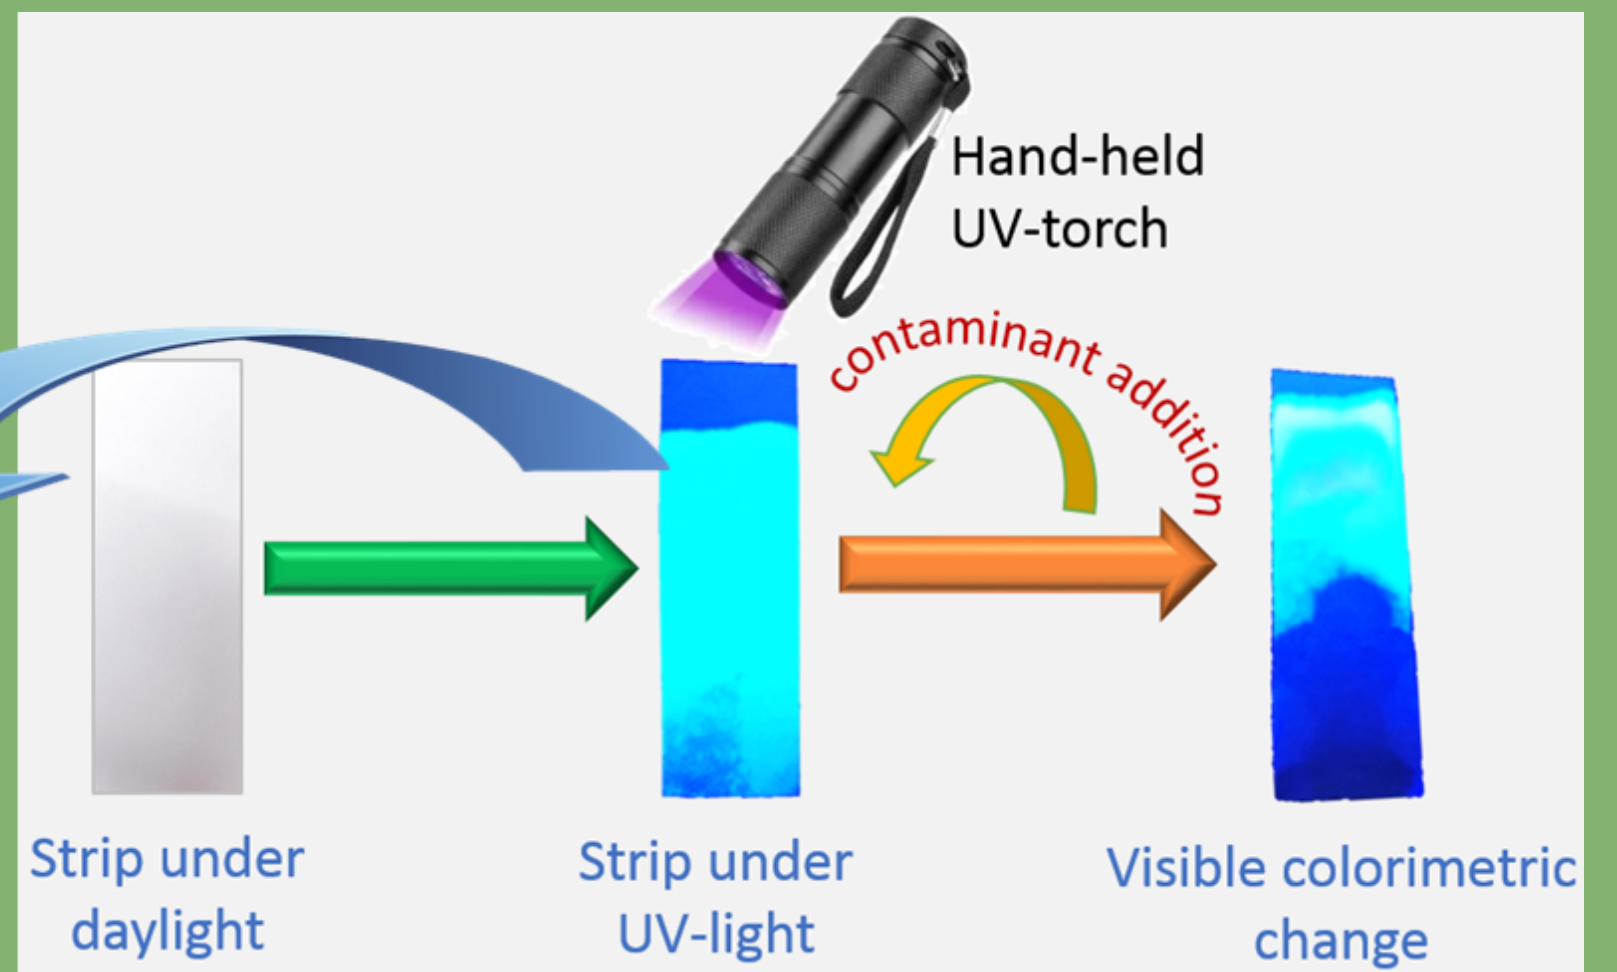 Hand-held
UV-torch
contaminant addition
Strip under
daylight
Strip under
UV-light
Visible colorimetric
change